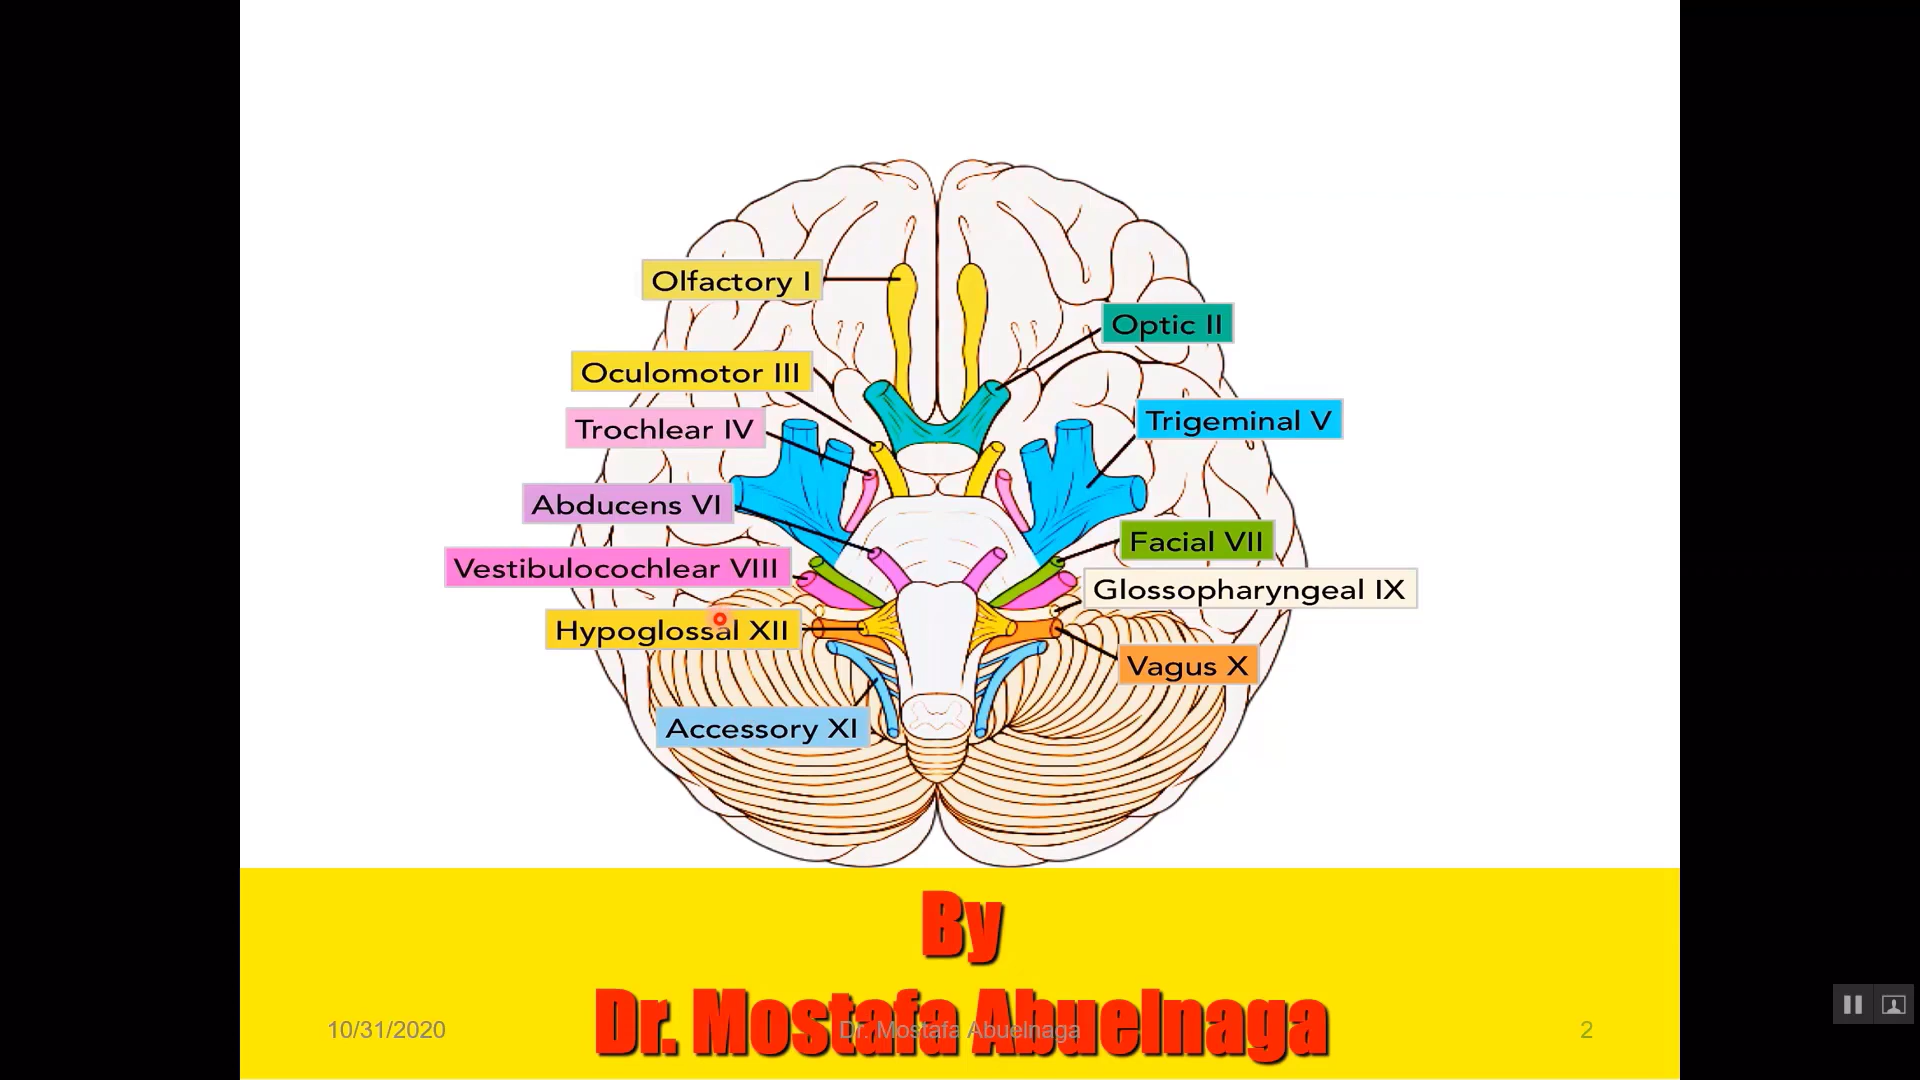 Olfactory I
Optic II
Oculomotor III
Trochlear IV
Trigeminal V
Abducens VI
Facial VII
Vestibulocochlear VIII
Glossopharyngeal IX
Hypoglossal XII
Vagus X
Accessory XI
By
Dr. Mostafa Abuelnaga
10/31/2020
Dr. Mostafa Abuelnaga
2